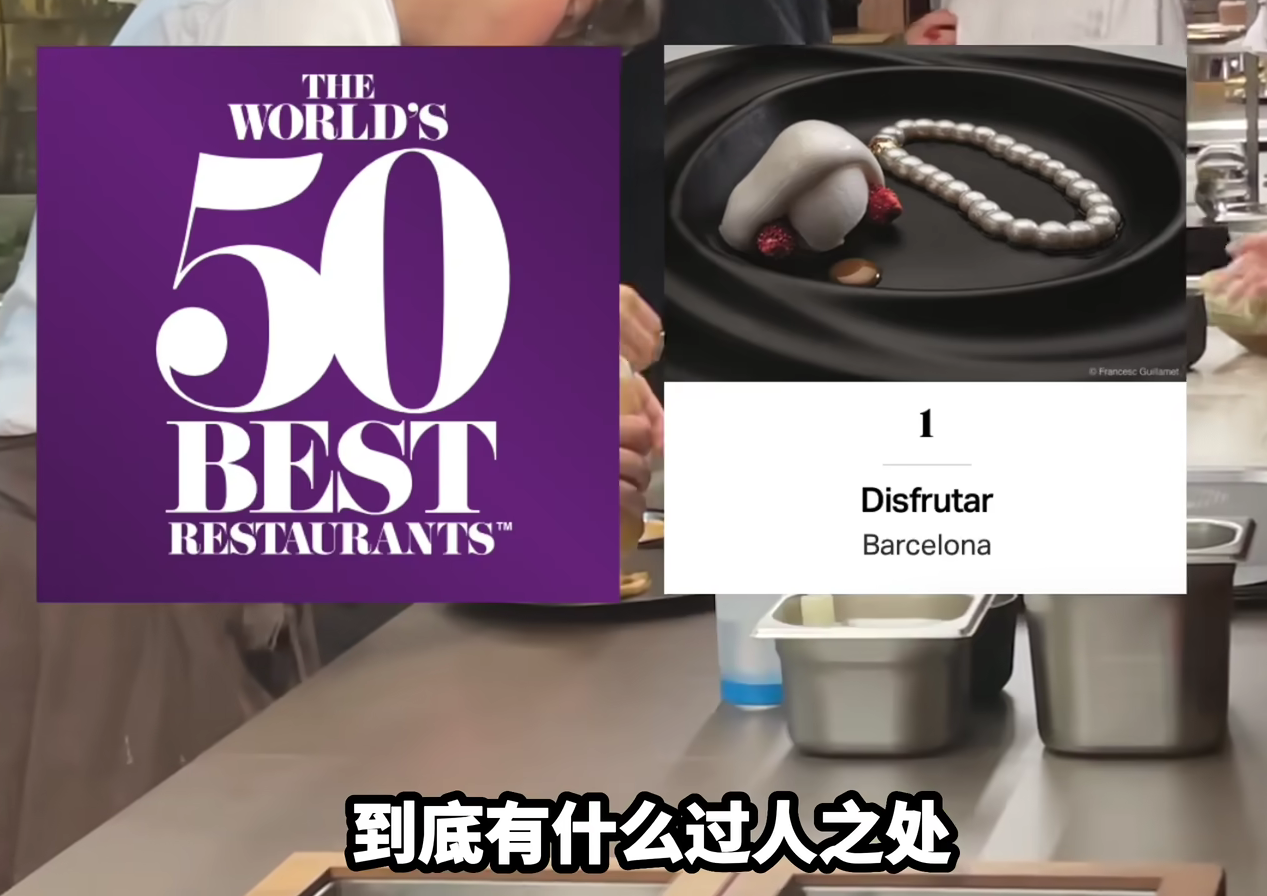 THE
WORLD'S
50
BEST
RESTAURANTS™
© Francesc Guillamet
1
Disfrutar
Barcelona
到底有什么过人之处